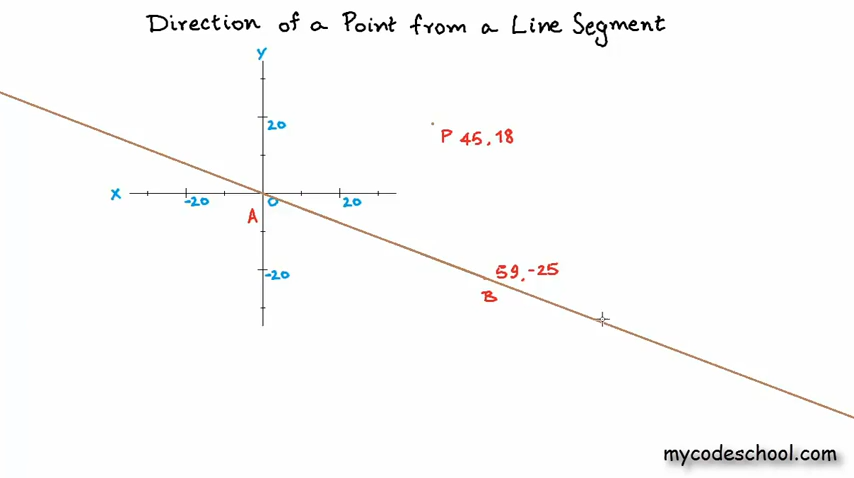 Direction of a Point from a Line Segment
Y
20
P 45, 18
X
-20
0
20
A
59, -25
-20
B
mycodeschool.com